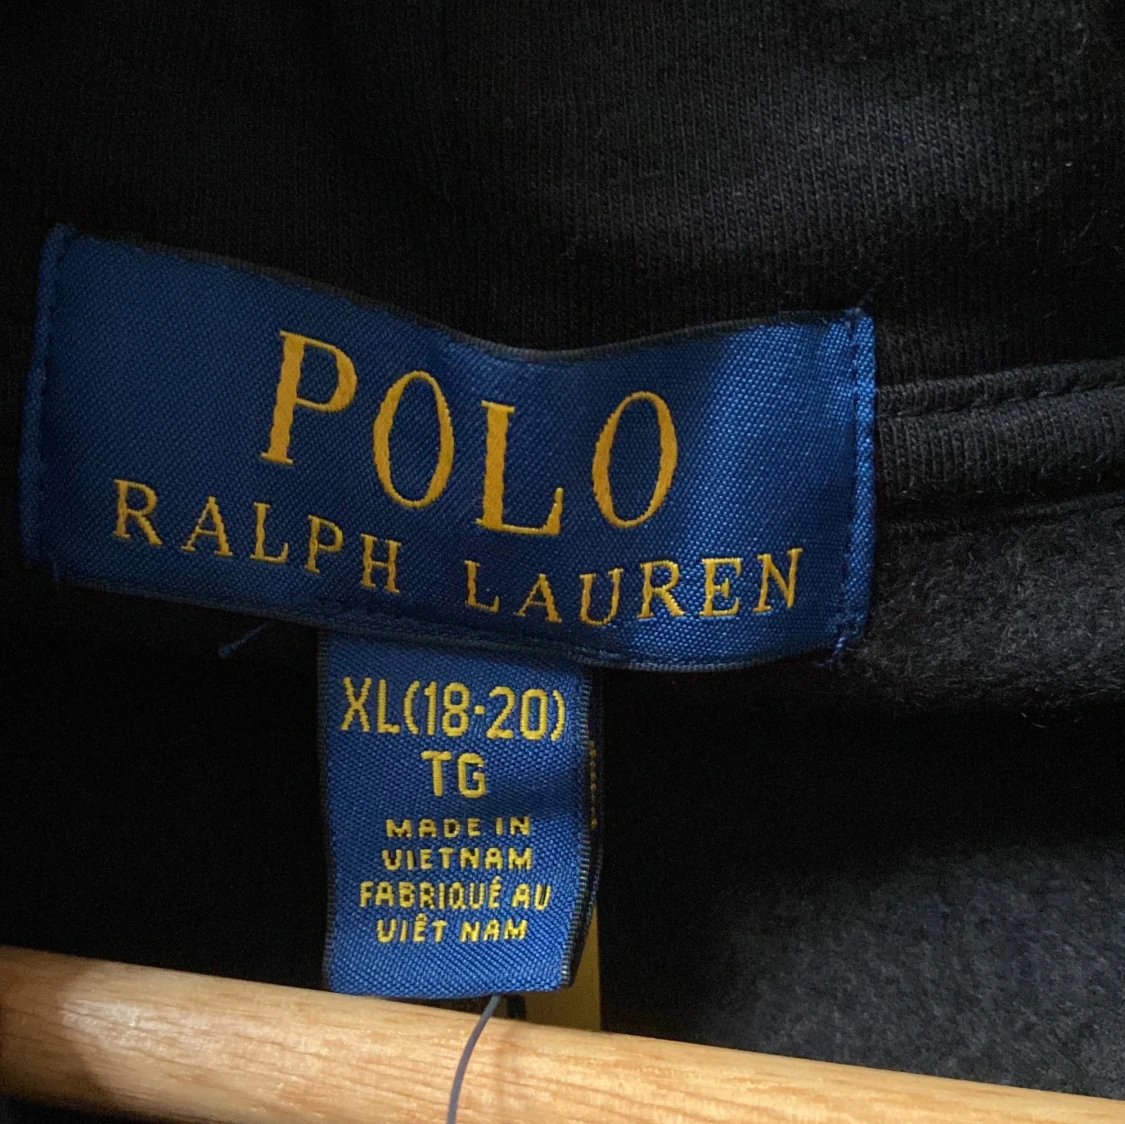 POLO
RALPH LAUREN
XL(18-20)
TG
MADE IN
VIETNAM
FABRIQUÉ AU
VIÊT NAM